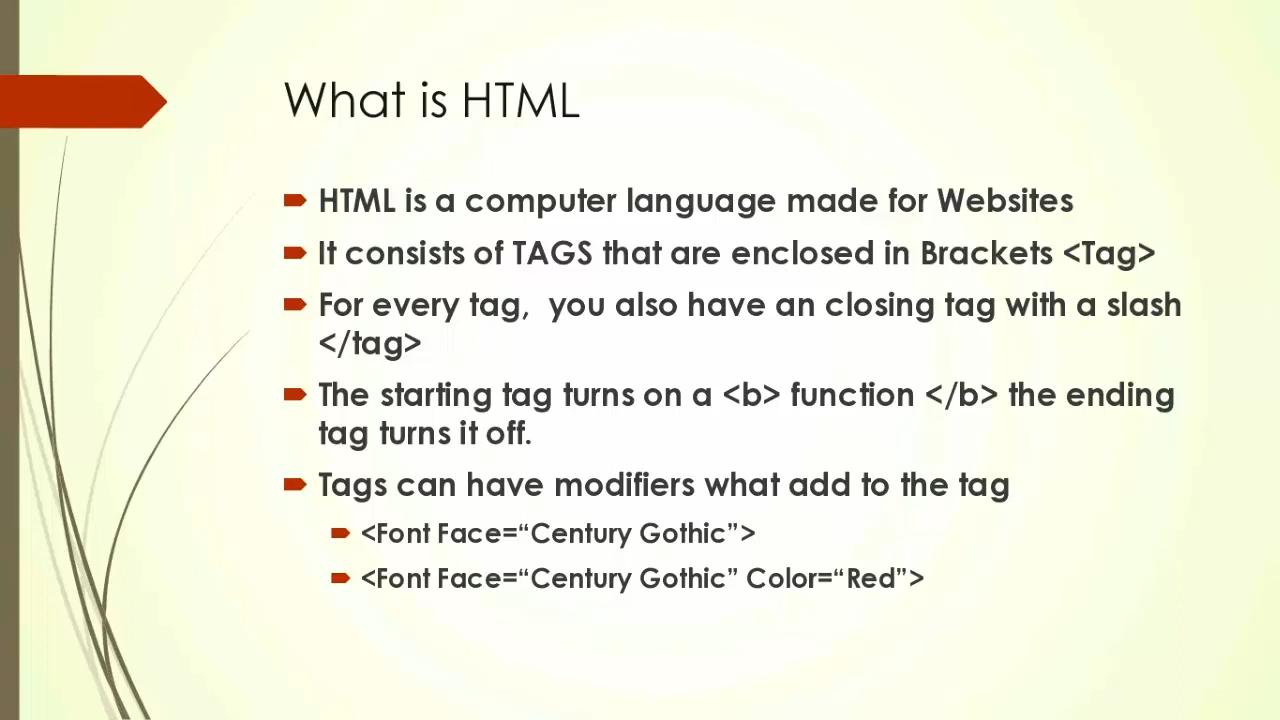 What is HTML
HTML is a computer language made for Websites
It consists of TAGS that are enclosed in Brackets <Tag>
For every tag,  you also have an closing tag with a slash
</tag>
The starting tag turns on a <b> function </b> the ending
tag turns it off.
Tags can have modifiers what add to the tag
<Font Face=“Century Gothic”>
<Font Face=“Century Gothic” Color=“Red”>